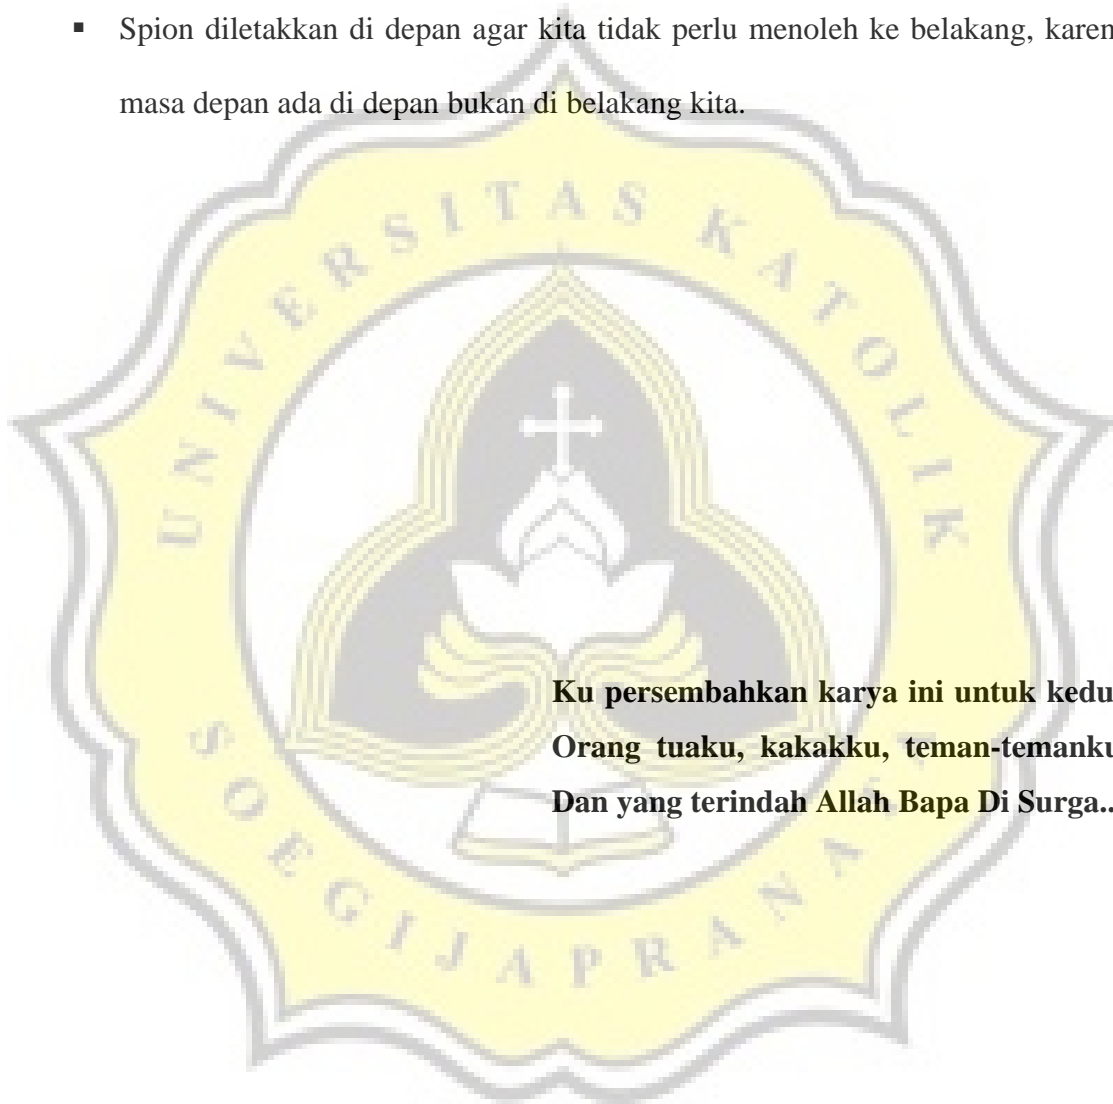 ▪ Spion diletakkan di depan agar kita tidak perlu menoleh ke belakang, karen
masa depan ada di depan bukan di belakang kita.
UNIVERSITAS KATOLIK
Ku persembahkan karya ini untuk kedu
Orang tuaku, kakakku, teman-temanku
Dan yang terindah Allah Bapa Di Surga..
SOEGIJAPRANATA